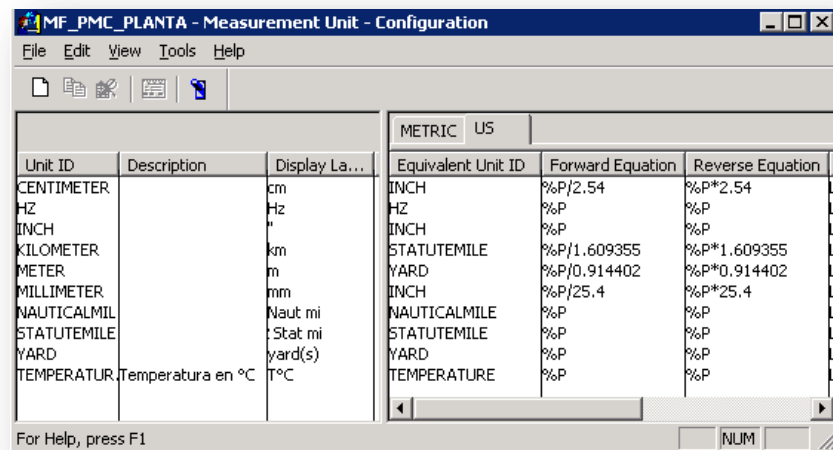 MF_PMC_PLANTA - Measurement Unit - Configuration
File Edit View Tools Help
METRIC US
Unit ID Description Display La... Equivalent Unit ID Forward Equation Reverse Equation
CENTIMETER cm INCH %P/2.54 %P*2.54
HZ Hz HZ %P %P
INCH " INCH %P %P
KILOMETER km STATUTEMILE %P/1.609355 %P*1.609355
METER m YARD %P/0.914402 %P*0.914402
MILLIMETER mm INCH %P/25.4 %P*25.4
NAUTICALMIL Naut mi NAUTICALMILE %P %P
STATUTEMILE Stat mi STATUTEMILE %P %P
YARD yard(s) YARD %P %P
TEMPERATUR. Temperatura en °C T°C TEMPERATURE %P %P
For Help, press F1 NUM